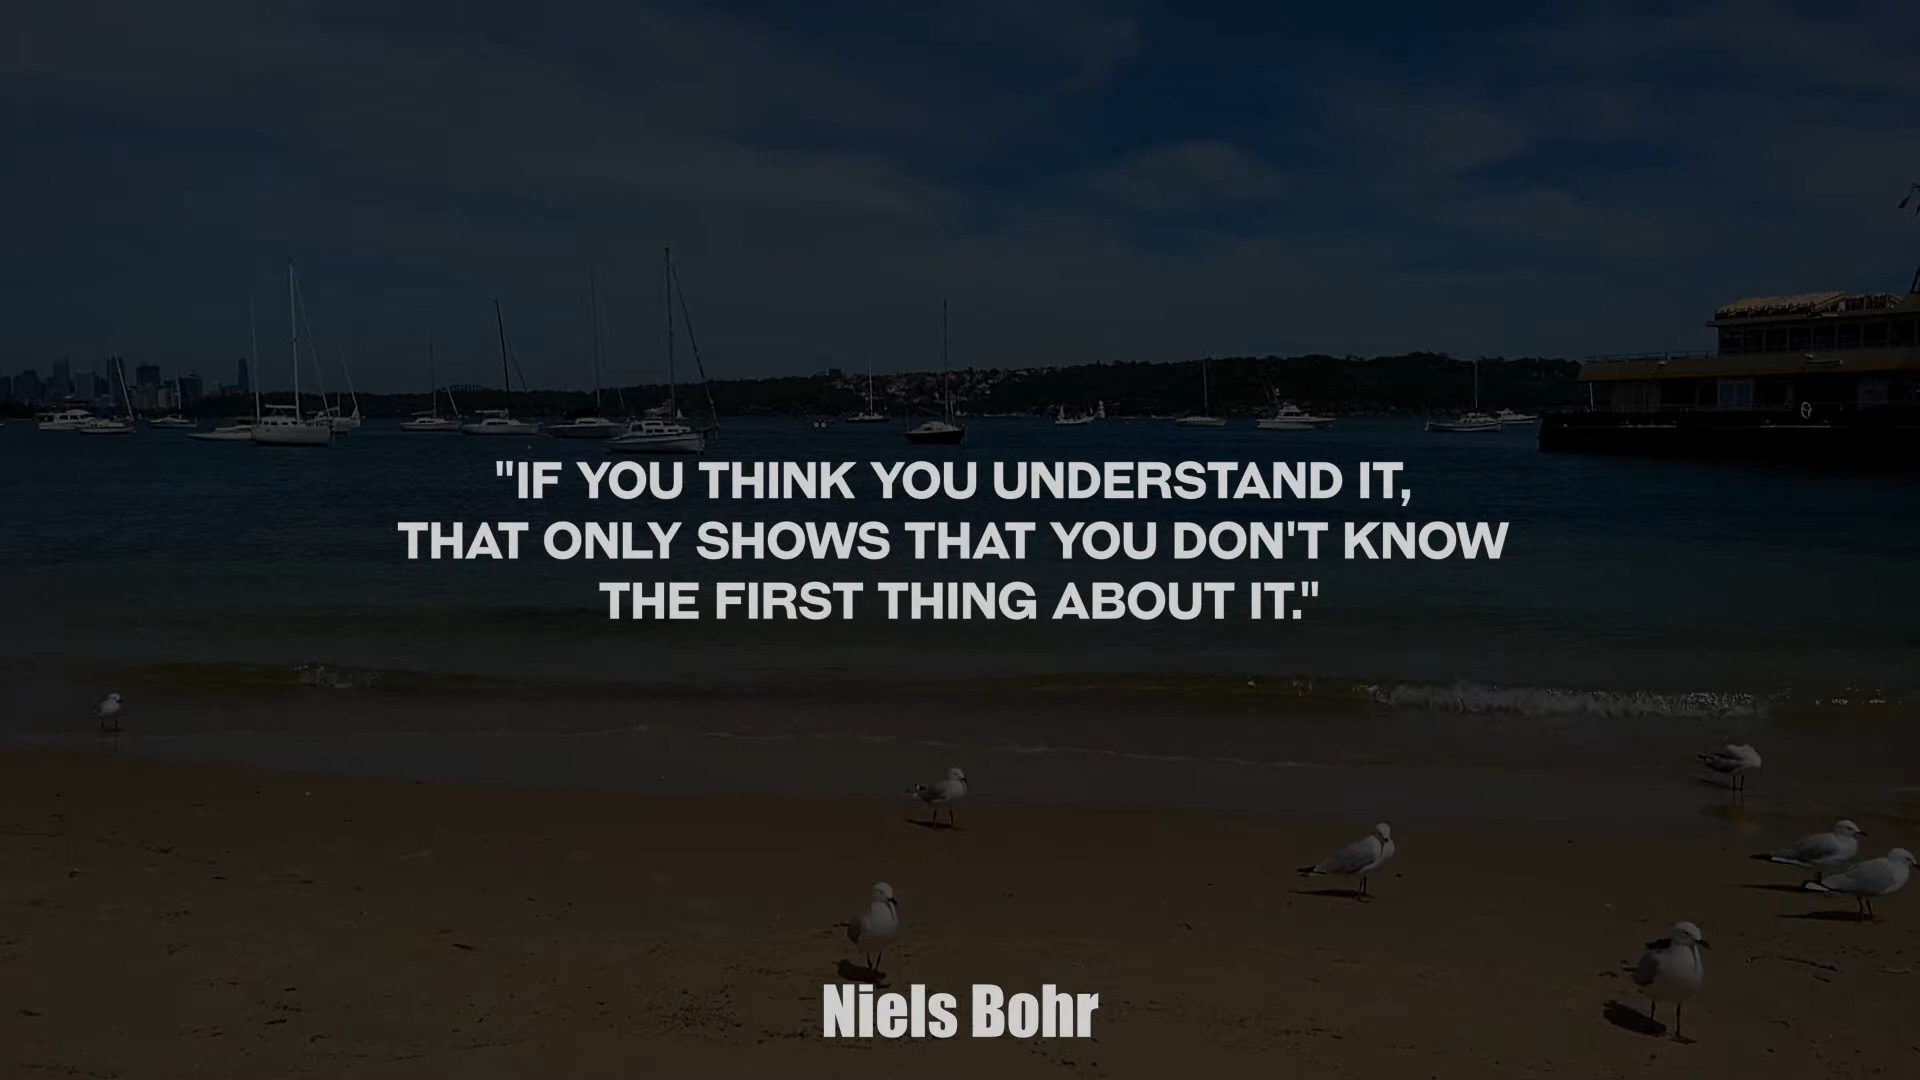 "IF YOU THINK YOU UNDERSTAND IT,
THAT ONLY SHOWS THAT YOU DON'T KNOW
THE FIRST THING ABOUT IT."
Niels Bohr